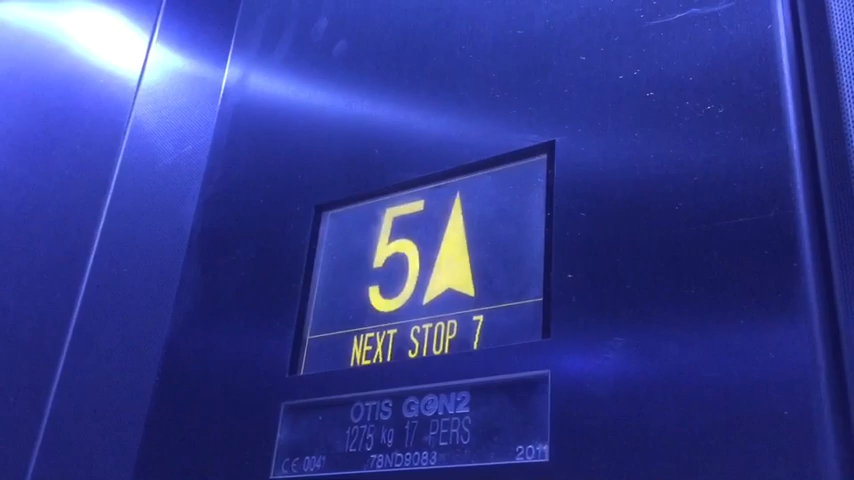 5
NEXT STOP 7
OTIS GEN2
1275 kg 17 PERS
CE 0041 78ND9083 2011